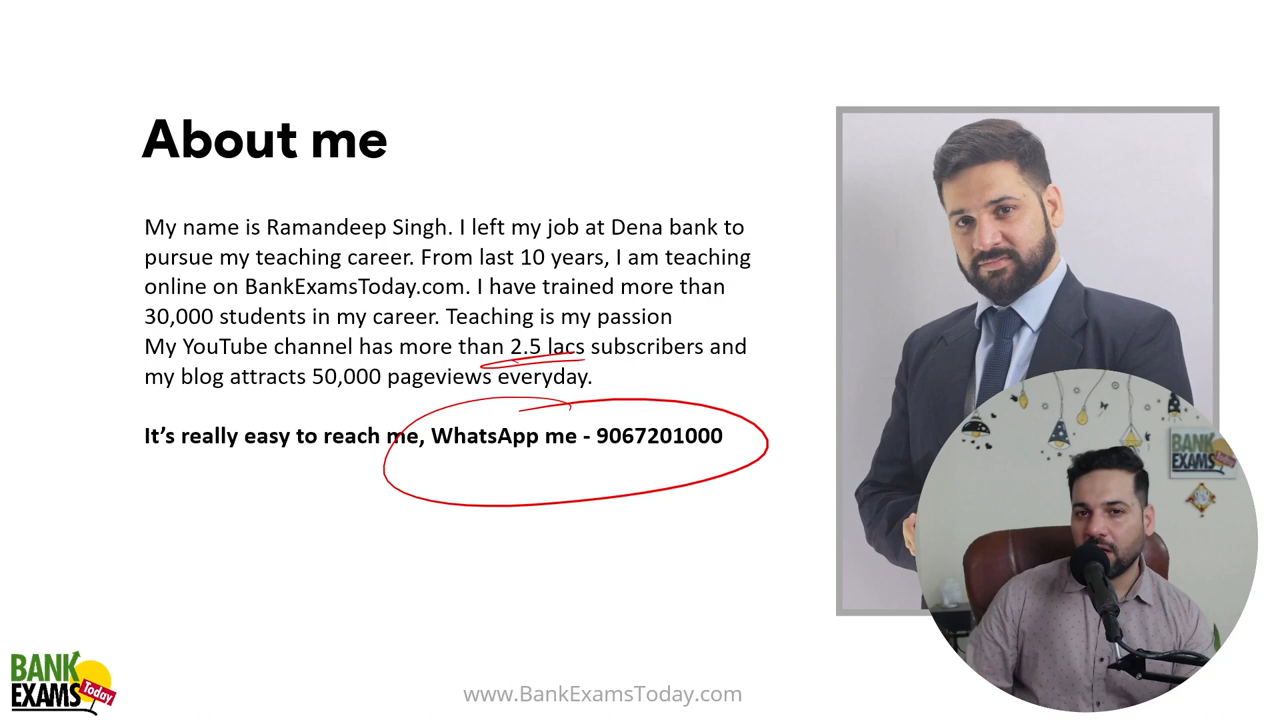 About me
My name is Ramandeep Singh. I left my job at Dena bank to
pursue my teaching career. From last 10 years, I am teaching
online on BankExamsToday.com. I have trained more than
30,000 students in my career. Teaching is my passion
My YouTube channel has more than 2.5 lacs subscribers and
my blog attracts 50,000 pageviews everyday.
It’s really easy to reach me, WhatsApp me - 9067201000
BANK
EXAMS
Today
BANK
EXAMS
Today
www.BankExamsToday.com